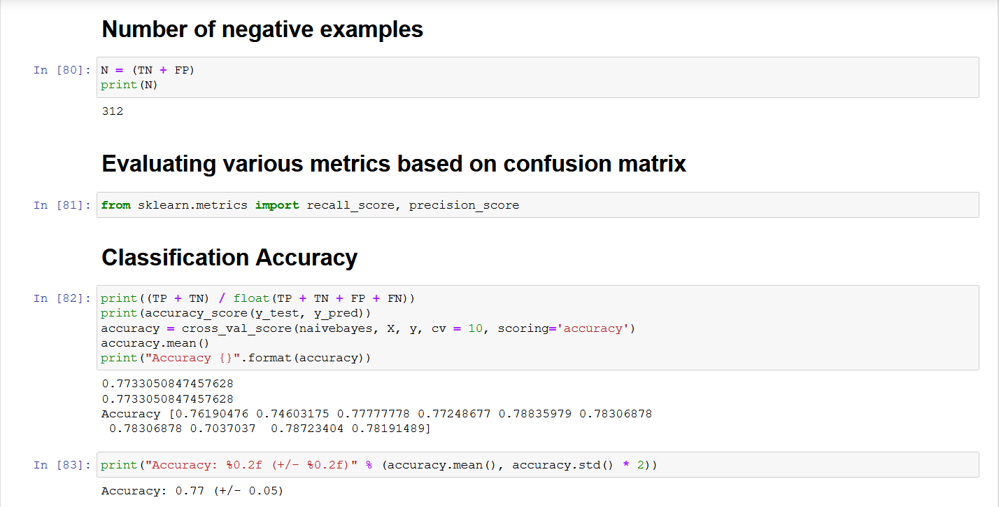 Number of negative examples
In [80]: N = (TN + FP)
print(N)
312
Evaluating various metrics based on confusion matrix
In [81]: from sklearn.metrics import recall_score, precision_score
Classification Accuracy
In [82]: print((TP + TN) / float(TP + TN + FP + FN))
print(accuracy_score(y_test, y_pred))
accuracy = cross_val_score(naivebayes, X, y, cv = 10, scoring='accuracy')
accuracy.mean()
print("Accuracy {}".format(accuracy))
0.7733050847457628
0.7733050847457628
Accuracy [0.76190476 0.74603175 0.77777778 0.77248677 0.78835979 0.78306878
0.78306878 0.7037037  0.78723404 0.78191489]
In [83]: print("Accuracy: %0.2f (+/- %0.2f)" % (accuracy.mean(), accuracy.std() * 2))
Accuracy: 0.77 (+/- 0.05)